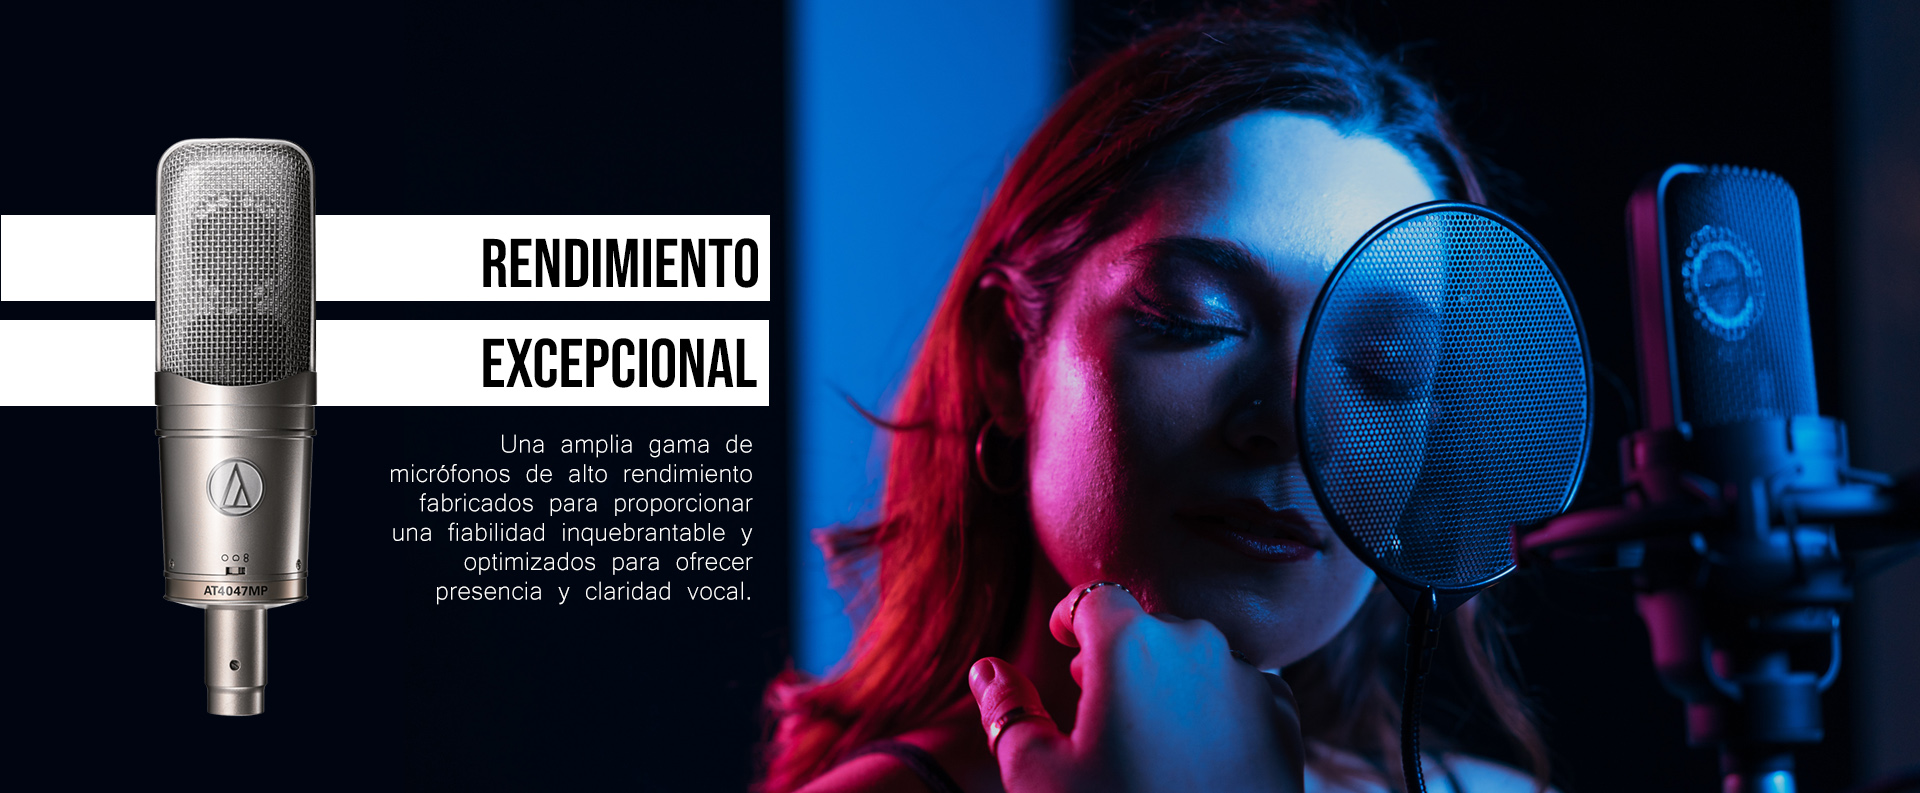 RENDIMIENTO
EXCEPCIONAL
Una amplia gama de
micrófonos de alto rendimiento
fabricados para proporcionar
una fiabilidad inquebrantable y
optimizados para ofrecer
presencia y claridad vocal.
AT4047MP